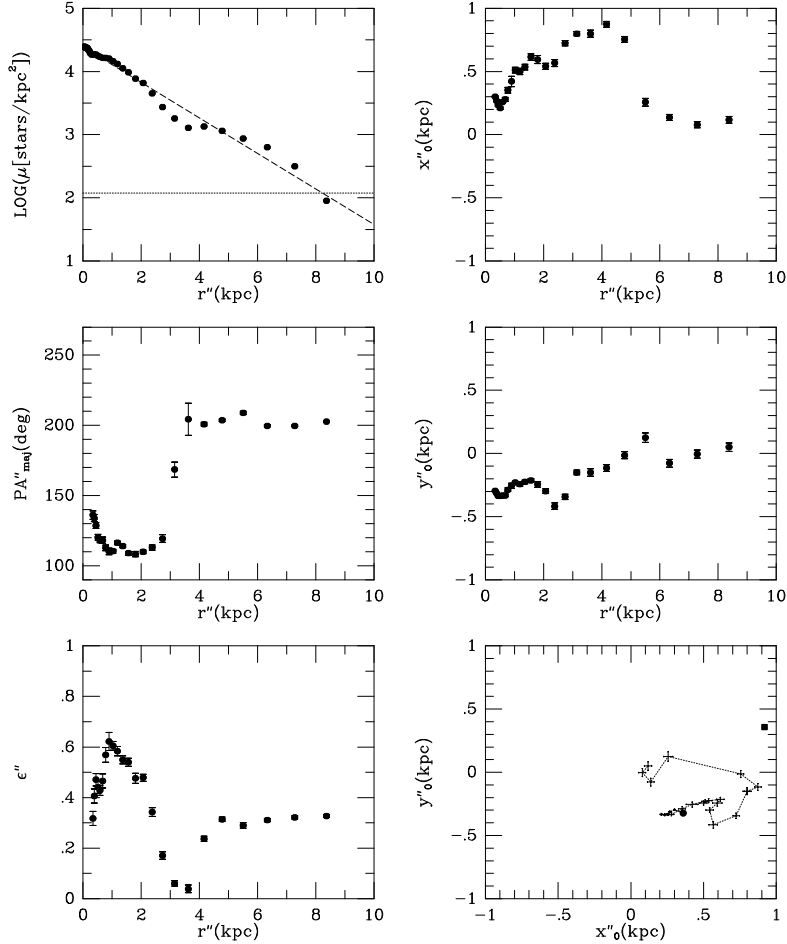 5
4
3
2
1
LOG(μ[stars/kpc²])
0 2 4 6 8 10
r″(kpc)
1
.5
0
−.5
−1
x″₀(kpc)
0 2 4 6 8 10
r″(kpc)
250
200
150
100
PA″maj(deg)
0 2 4 6 8 10
r″(kpc)
1
.5
0
−.5
−1
y″₀(kpc)
0 2 4 6 8 10
r″(kpc)
1
.8
.6
.4
.2
0
ε″
0 2 4 6 8 10
r″(kpc)
1
.5
0
−.5
−1
y″₀(kpc)
−1 −.5 0 .5 1
x″₀(kpc)